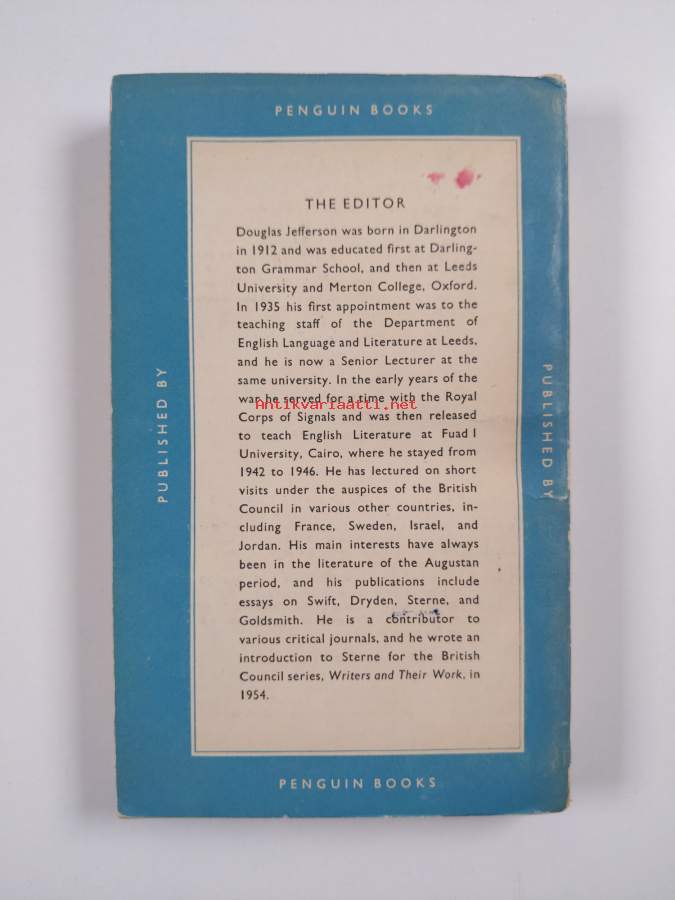 PENGUIN BOOKS
THE EDITOR
Douglas Jefferson was born in Darlington
in 1912 and was educated first at Darling-
ton Grammar School, and then at Leeds
University and Merton College, Oxford.
In 1935 his first appointment was to the
teaching staff of the Department of
English Language and Literature at Leeds,
and he is now a Senior Lecturer at the
same university. In the early years of the
war he served for a time with the Royal
Antikvariaatti.net
Corps of Signals and was then released
to teach English Literature at Fuad I
University, Cairo, where he stayed from
1942 to 1946. He has lectured on short
visits under the auspices of the British
Council in various other countries, in-
cluding France, Sweden, Israel, and
Jordan. His main interests have always
been in the literature of the Augustan
period, and his publications include
essays on Swift, Dryden, Sterne, and
Goldsmith. He is a contributor to
various critical journals, and he wrote an
introduction to Sterne for the British
Council series, Writers and Their Work, in
1954.
PUBLISHED BY
PUBLISHED BY
PENGUIN BOOKS